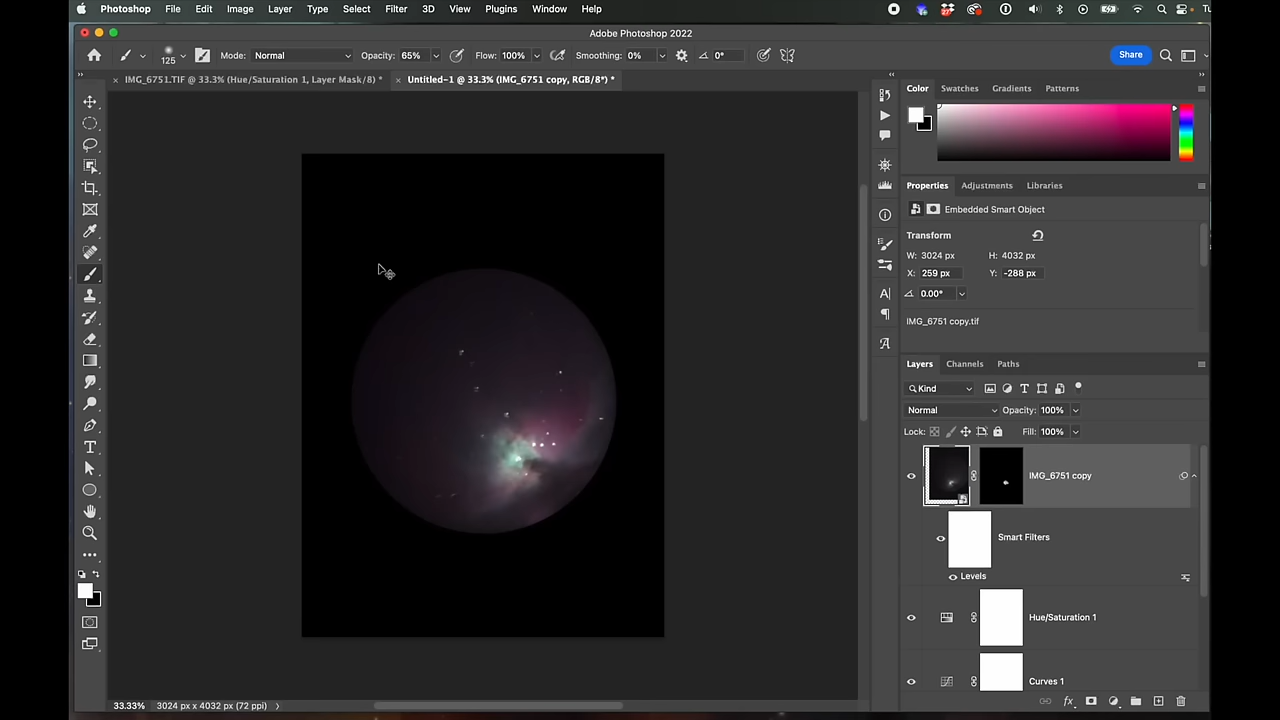 Photoshop File Edit Image Layer Type Select Filter 3D View Plugins Window Help
Adobe Photoshop 2022
125 Mode: Normal Opacity: 65% Flow: 100% Smoothing: 0% 0° Share
× IMG_6751.TIF @ 33.3% (Hue/Saturation 1, Layer Mask/8) * × Untitled-1 @ 33.3% (IMG_6751 copy, RGB/8*) *
Color Swatches Gradients Patterns
Properties Adjustments Libraries
Embedded Smart Object
Transform
W: 3024 px H: 4032 px
X: 259 px Y: -288 px
0.00°
IMG_6751 copy.tif
Layers Channels Paths
Kind
Normal Opacity: 100%
Lock: Fill: 100%
IMG_6751 copy
Smart Filters
Levels
Hue/Saturation 1
Curves 1
33.33% 3024 px x 4032 px (72 ppi)